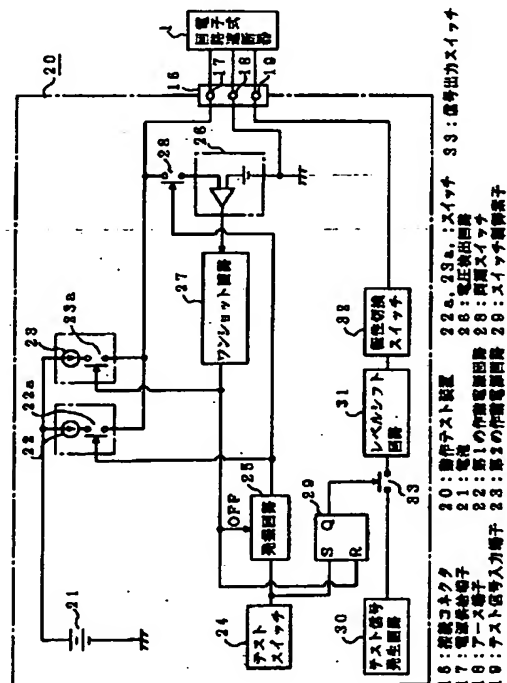 20
21
22
22a
23
23a
24
テスト
スイッチ
25
発振回路
OFF
26
27
ワンショット回路
28
16
17
18
19
1
電子式
回路遮断器
29
S
Q
R
30
テスト信号
発生回路
33
31
レベルシフト
回路
32
極性切換
スイッチ
16:接続コネクタ
17:電源供給端子
18:アース端子
19:テスト信号入力端子
20:動作テスト装置
21:電池
22:第1の作動電源回路
23:第2の作動電源回路
22a, 23a,:スイッチ
26:電圧検出回路
28:同期スイッチ
29:スイッチ制御素子
33:信号出力スイッチ